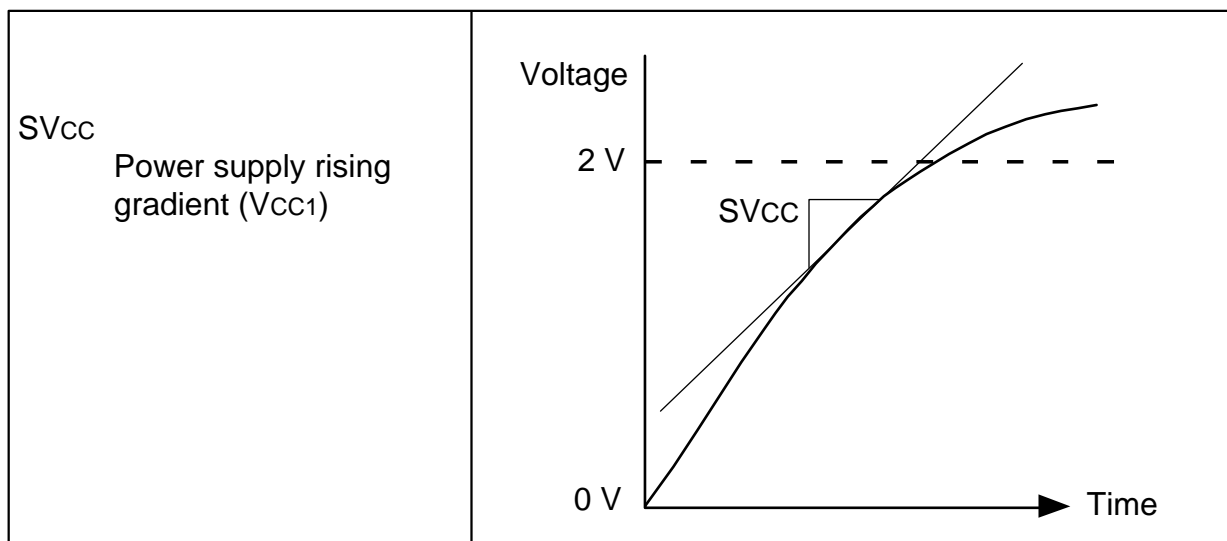 SVCC
Power supply rising
gradient (VCC1)
Voltage
2 V
SVCC
0 V
Time